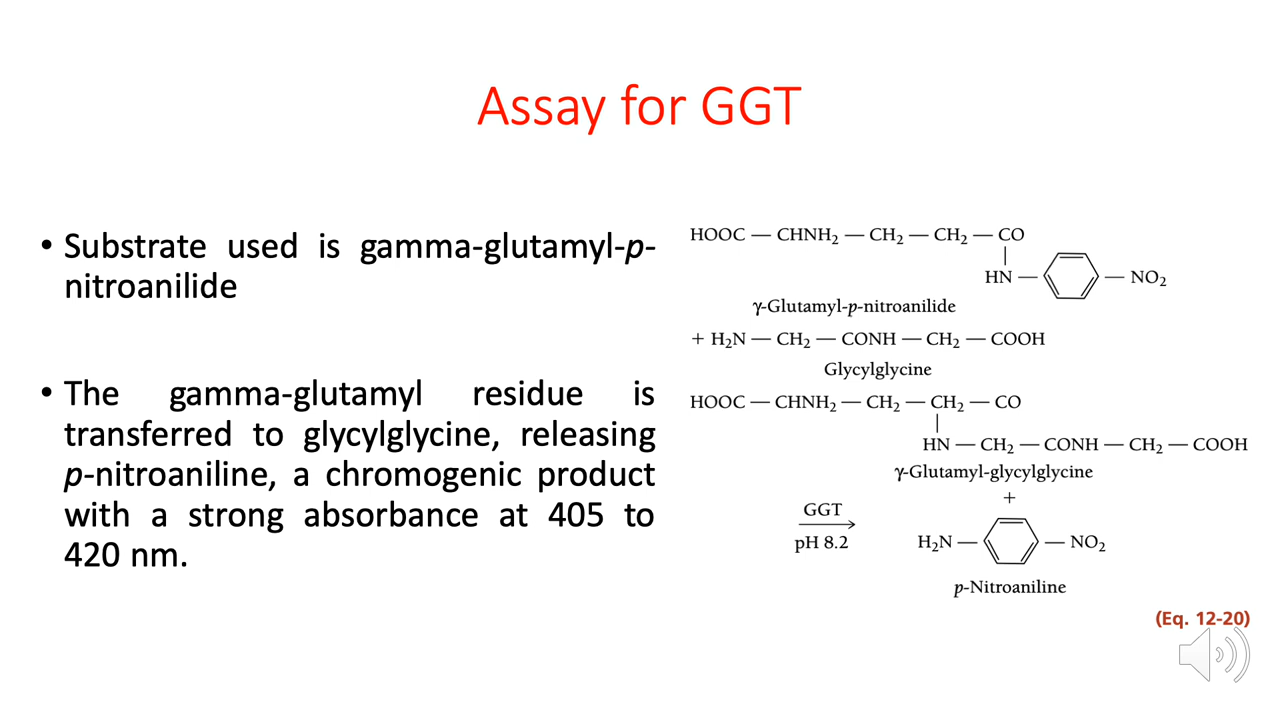 Assay for GGT
• Substrate used is gamma-glutamyl-p-
nitroanilide
• The gamma-glutamyl residue is
transferred to glycylglycine, releasing
p-nitroaniline, a chromogenic product
with a strong absorbance at 405 to
420 nm.
HOOC — CHNH₂ — CH₂ — CH₂ — CO
HN — — NO₂
γ-Glutamyl-p-nitroanilide
+ H₂N — CH₂ — CONH — CH₂ — COOH
Glycylglycine
HOOC — CHNH₂ — CH₂ — CH₂ — CO
HN — CH₂ — CONH — CH₂ — COOH
γ-Glutamyl-glycylglycine
+
GGT
pH 8.2
H₂N — — NO₂
p-Nitroaniline
(Eq. 12-20)